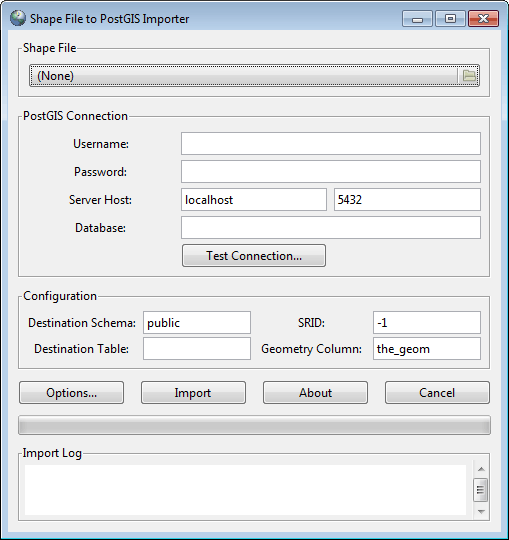 Shape File to PostGIS Importer
Shape File
(None)
PostGIS Connection
Username:
Password:
Server Host: localhost 5432
Database:
Test Connection...
Configuration
Destination Schema: public SRID: -1
Destination Table: Geometry Column: the_geom
Options... Import About Cancel
Import Log